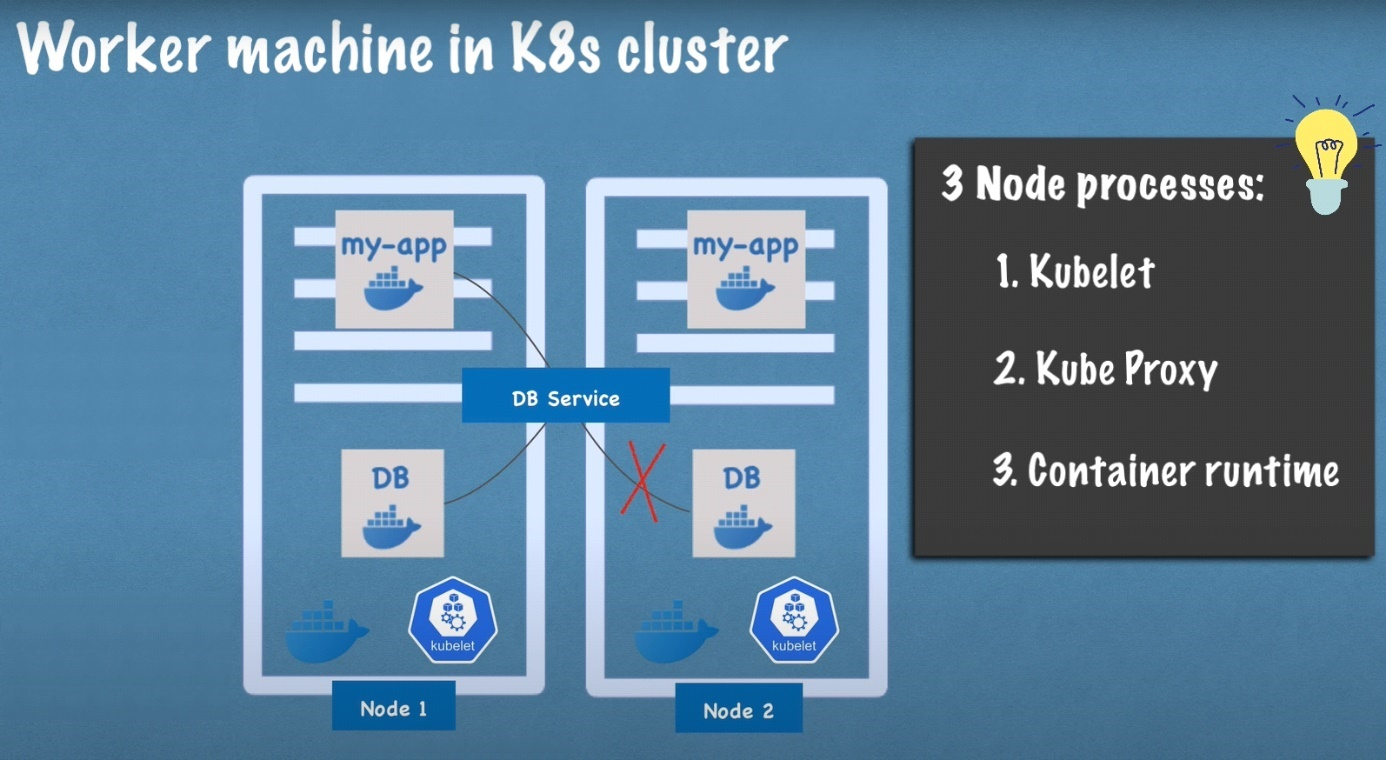 Worker machine in K8s cluster
3 Node processes:
1. Kubelet
2. Kube Proxy
3. Container runtime
my-app
my-app
DB Service
DB
DB
kubelet
kubelet
Node 1
Node 2